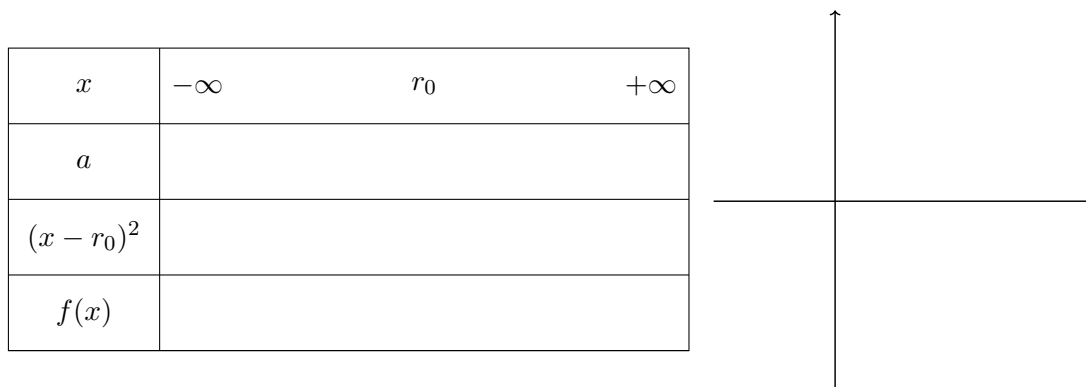 x −∞ r₀ +∞
a
(x − r₀)²
f(x)